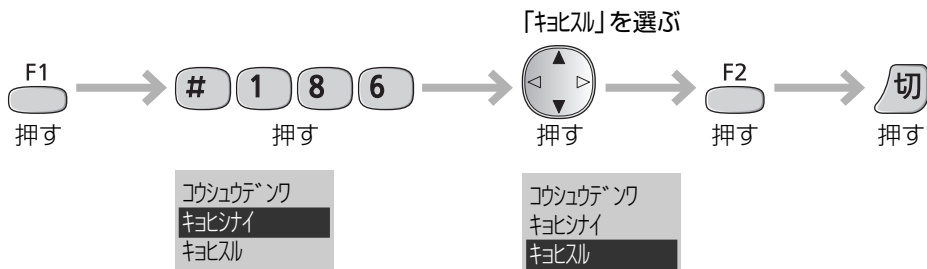 「ｷｮﾋｽﾙ」を選ぶ
F1
押す
# 1 8 6
押す
押す
F2
押す
切
押す
ｺｳｼｭｳﾃﾞﾝﾜ
ｷｮﾋｼﾅｲ
ｷｮﾋｽﾙ
ｺｳｼｭｳﾃﾞﾝﾜ
ｷｮﾋｼﾅｲ
ｷｮﾋｽﾙ